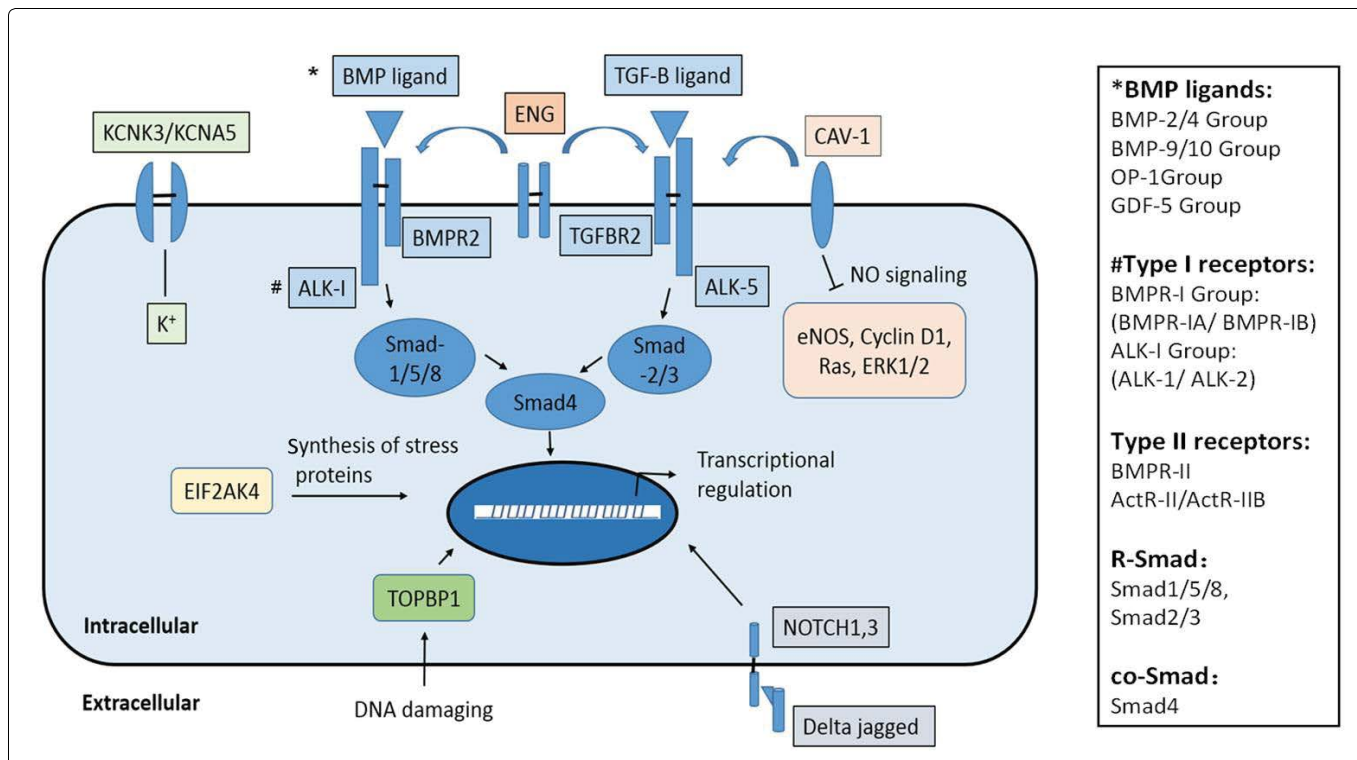 * BMP ligand
TGF-B ligand
ENG
KCNK3/KCNA5
CAV-1
BMPR2
TGFBR2
# ALK-I
ALK-5
NO signaling
K+
Smad-
1/5/8
Smad
-2/3
eNOS, Cyclin D1,
Ras, ERK1/2
Smad4
Synthesis of stress
proteins
EIF2AK4
Transcriptional
regulation
TOPBP1
Intracellular
NOTCH1,3
Extracellular
DNA damaging
Delta jagged
*BMP ligands:
BMP-2/4 Group
BMP-9/10 Group
OP-1Group
GDF-5 Group
#Type I receptors:
BMPR-I Group:
(BMPR-IA/ BMPR-IB)
ALK-I Group:
(ALK-1/ ALK-2)
Type II receptors:
BMPR-II
ActR-II/ActR-IIB
R-Smad：
Smad1/5/8,
Smad2/3
co-Smad：
Smad4